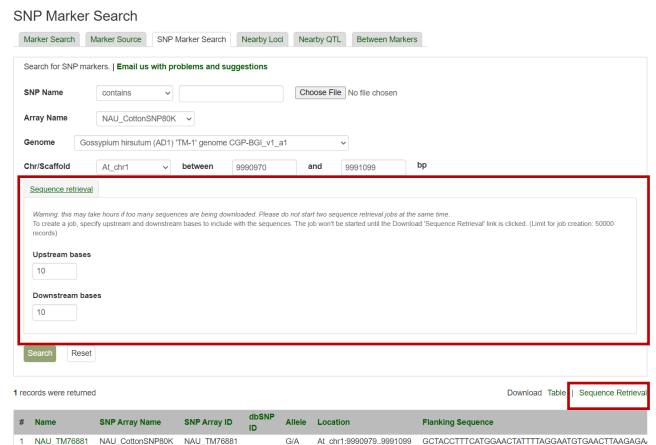 SNP Marker Search
Marker Search Marker Source SNP Marker Search Nearby Loci Nearby QTL Between Markers
Search for SNP markers. | Email us with problems and suggestions
SNP Name contains Choose File No file chosen
Array Name NAU_CottonSNP80K
Genome Gossypium hirsutum (AD1) 'TM-1' genome CGP-BGI_v1_a1
Chr/Scaffold At_chr1 between 9990970 and 9991099 bp
Sequence retrieval
Warning: this may take hours if too many sequences are being downloaded. Please do not start two sequence retrieval jobs at the same time.
To create a job, specify upstream and downstream bases to include with the sequences. The job won't be started until the Download 'Sequence Retrieval' link is clicked. (Limit for job creation: 50000
records)
Upstream bases
10
Downstream bases
10
Search Reset
1 records were returned Download Table | Sequence Retrieval
# Name SNP Array Name SNP Array ID dbSNP ID Allele Location Flanking Sequence
1 NAU_TM76881 NAU_CottonSNP80K NAU_TM76881 G/A At_chr1:9990979..9991099 GCTACCTTTCATGGAACTATTTTAGGAATGTGAACTTAAGAGA